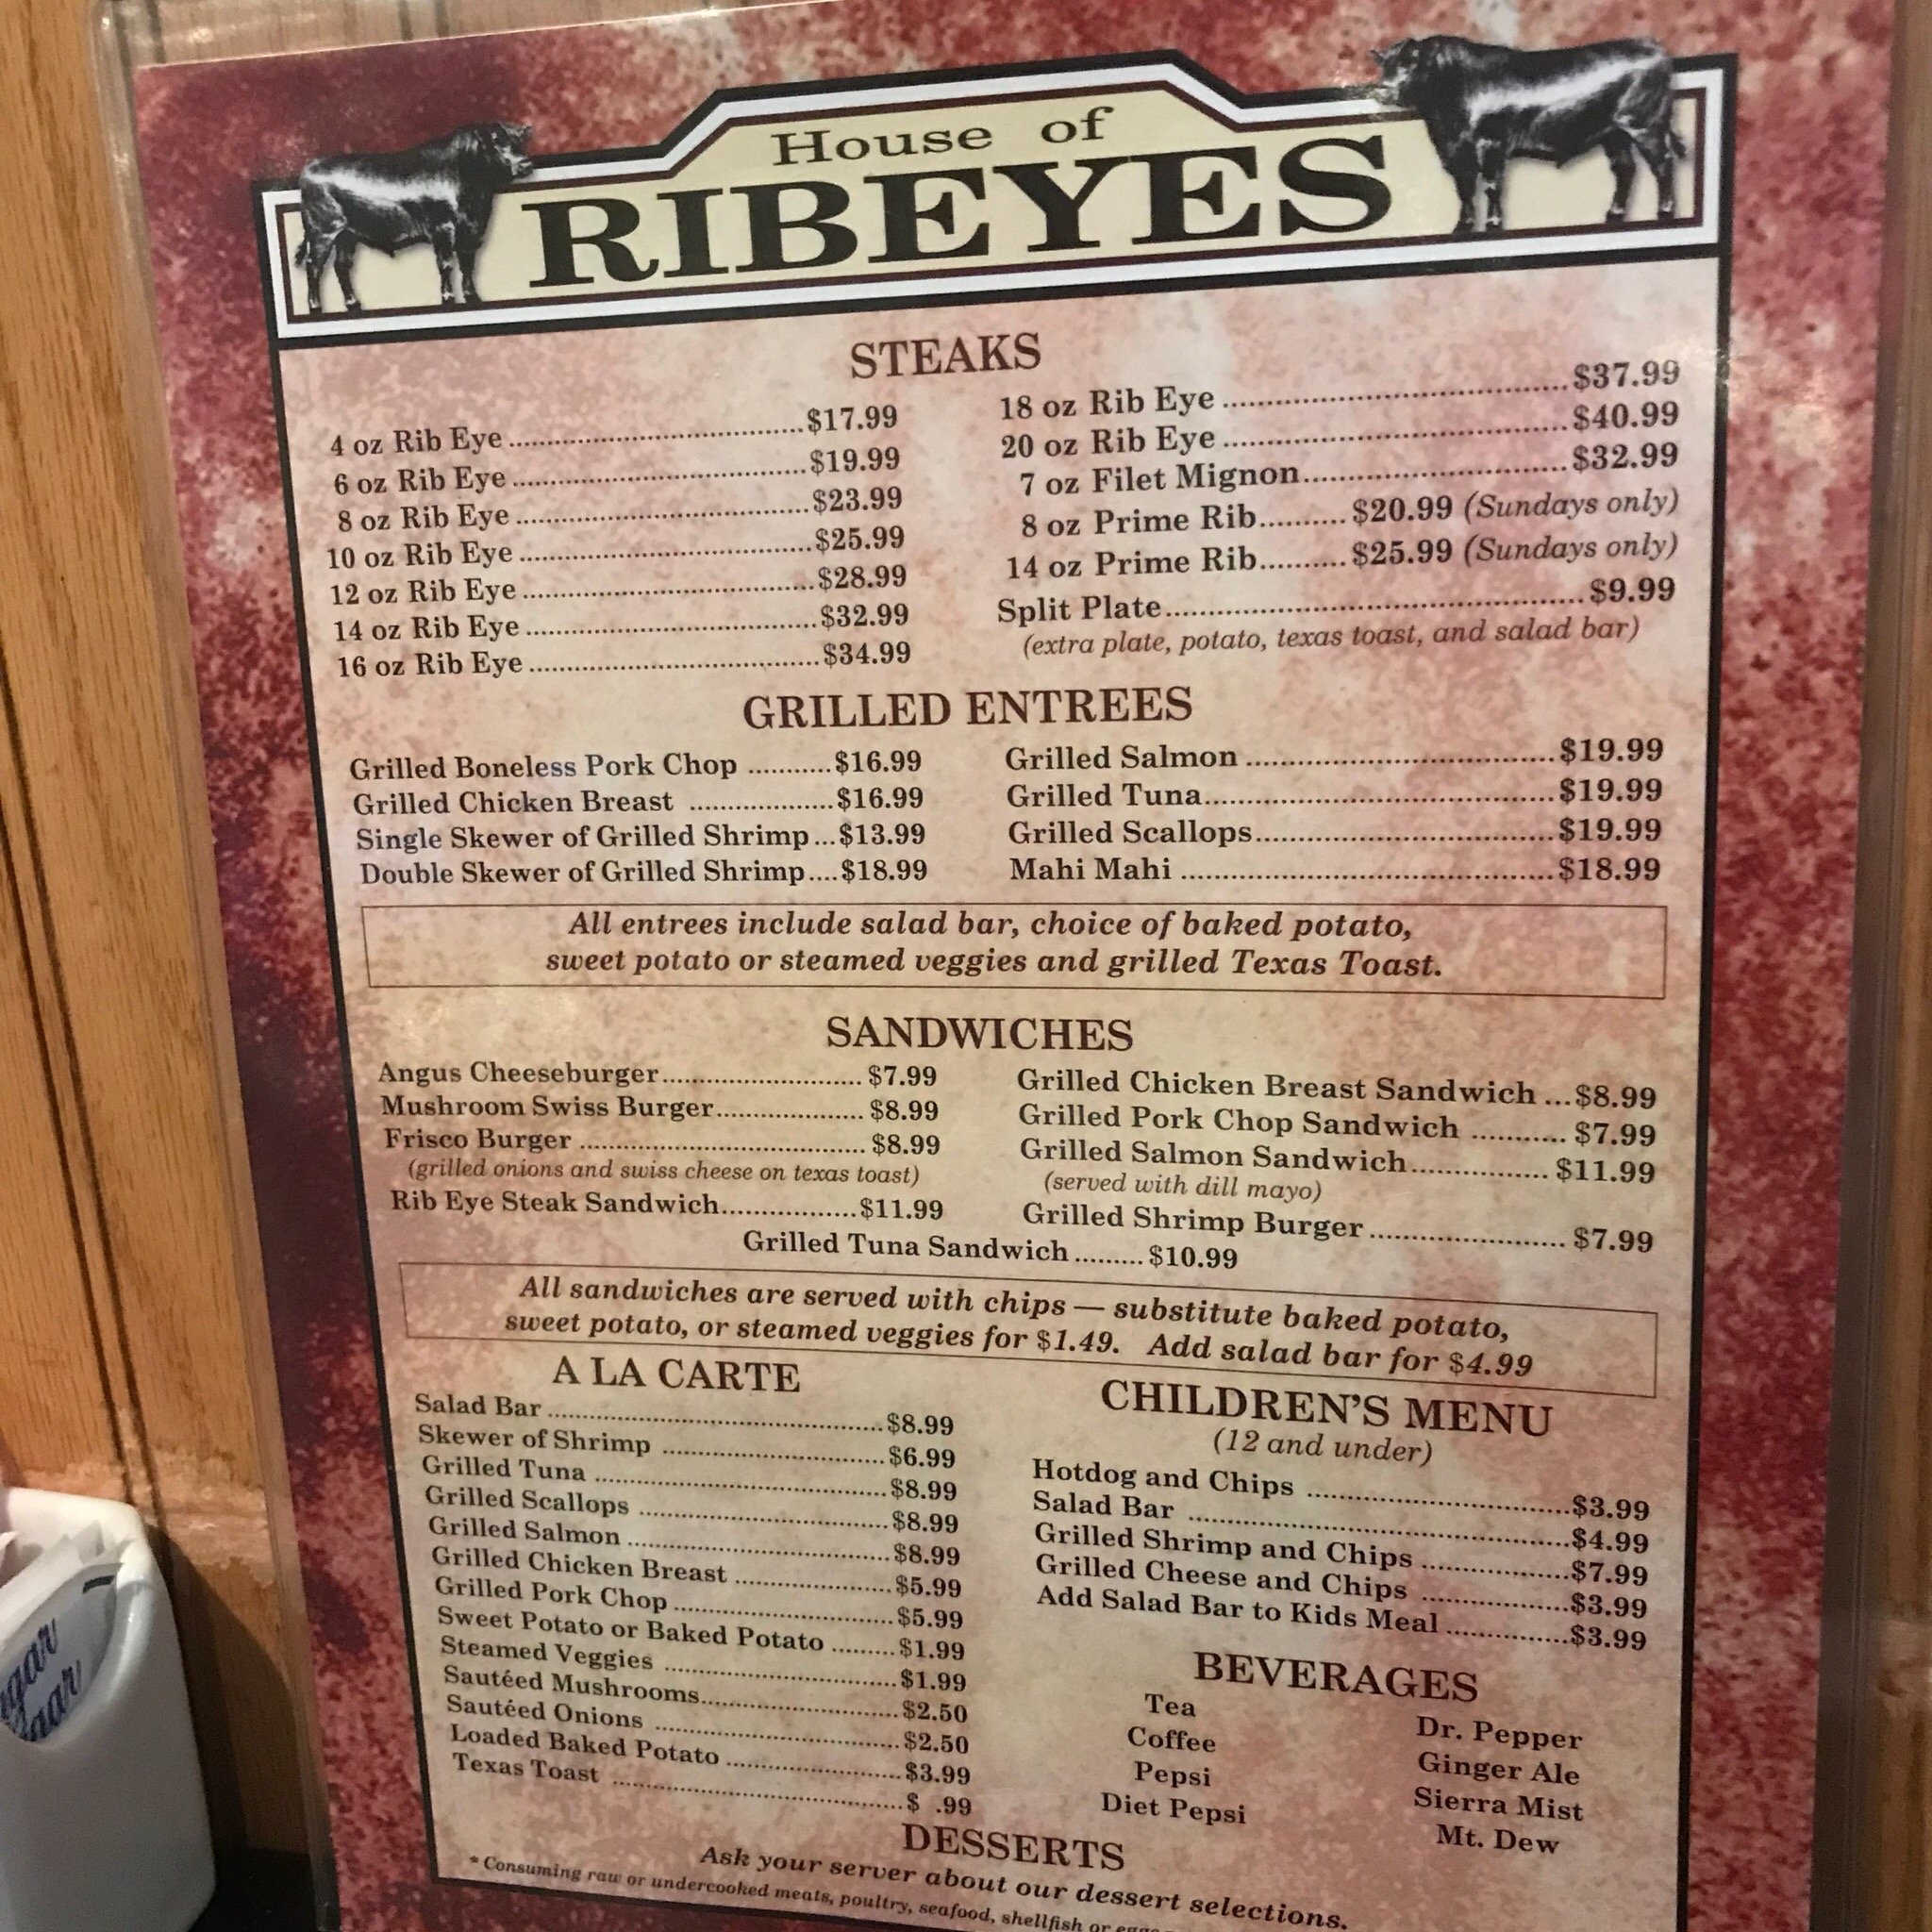 House of
RIBEYES
STEAKS
4 oz Rib Eye ........ $17.99
6 oz Rib Eye ........ $19.99
8 oz Rib Eye ........ $23.99
10 oz Rib Eye ........ $25.99
12 oz Rib Eye ........ $28.99
14 oz Rib Eye ........ $32.99
16 oz Rib Eye ........ $34.99
18 oz Rib Eye ........ $37.99
20 oz Rib Eye ........ $40.99
7 oz Filet Mignon ........ $32.99
8 oz Prime Rib.......... $20.99 (Sundays only)
14 oz Prime Rib.......... $25.99 (Sundays only)
Split Plate ........ $9.99
(extra plate, potato, texas toast, and salad bar)
GRILLED ENTREES
Grilled Boneless Pork Chop ...........$16.99
Grilled Chicken Breast ........ $16.99
Single Skewer of Grilled Shrimp ...$13.99
Double Skewer of Grilled Shrimp....$18.99
Grilled Salmon ........ $19.99
Grilled Tuna ........ $19.99
Grilled Scallops ........ $19.99
Mahi Mahi ........ $18.99
All entrees include salad bar, choice of baked potato,
sweet potato or steamed veggies and grilled Texas Toast.
SANDWICHES
Angus Cheeseburger ........ $7.99
Mushroom Swiss Burger ........ $8.99
Frisco Burger ........ $8.99
(grilled onions and swiss cheese on texas toast)
Rib Eye Steak Sandwich ........ $11.99
Grilled Chicken Breast Sandwich ...$8.99
Grilled Pork Chop Sandwich ........... $7.99
Grilled Salmon Sandwich ........ $11.99
(served with dill mayo)
Grilled Shrimp Burger ........ $7.99
Grilled Tuna Sandwich ......... $10.99
All sandwiches are served with chips — substitute baked potato,
sweet potato, or steamed veggies for $1.49. Add salad bar for $4.99
A LA CARTE
Salad Bar ........ $8.99
Skewer of Shrimp ........ $6.99
Grilled Tuna ........ $8.99
Grilled Scallops ........ $8.99
Grilled Salmon ........ $8.99
Grilled Chicken Breast ........ $5.99
Grilled Pork Chop ........ $5.99
Sweet Potato or Baked Potato ......... $1.99
Steamed Veggies ........ $1.99
Sautéed Mushrooms ........ $2.50
Sautéed Onions ........ $2.50
Loaded Baked Potato ........ $3.99
Texas Toast ........ $ .99
CHILDREN'S MENU
(12 and under)
Hotdog and Chips ........ $3.99
Salad Bar ........ $4.99
Grilled Shrimp and Chips ........ $7.99
Grilled Cheese and Chips ........ $3.99
Add Salad Bar to Kids Meal ........ $3.99
BEVERAGES
Tea
Coffee
Pepsi
Diet Pepsi
Dr. Pepper
Ginger Ale
Sierra Mist
Mt. Dew
DESSERTS
Ask your server about our dessert selections.
* Consuming raw or undercooked meats, poultry, seafood, shellfish or